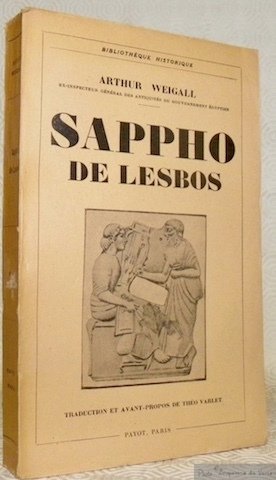 BIBLIOTHÈQUE HISTORIQUE
ARTHUR WEIGALL
EX-INSPECTEUR GÉNÉRAL DES ANTIQUITÉS DU GOUVERNEMENT ÉGYPTIEN
SAPPHO
DE LESBOS
TRADUCTION ET AVANT-PROPOS DE THÉO VARLET
PAYOT, PARIS